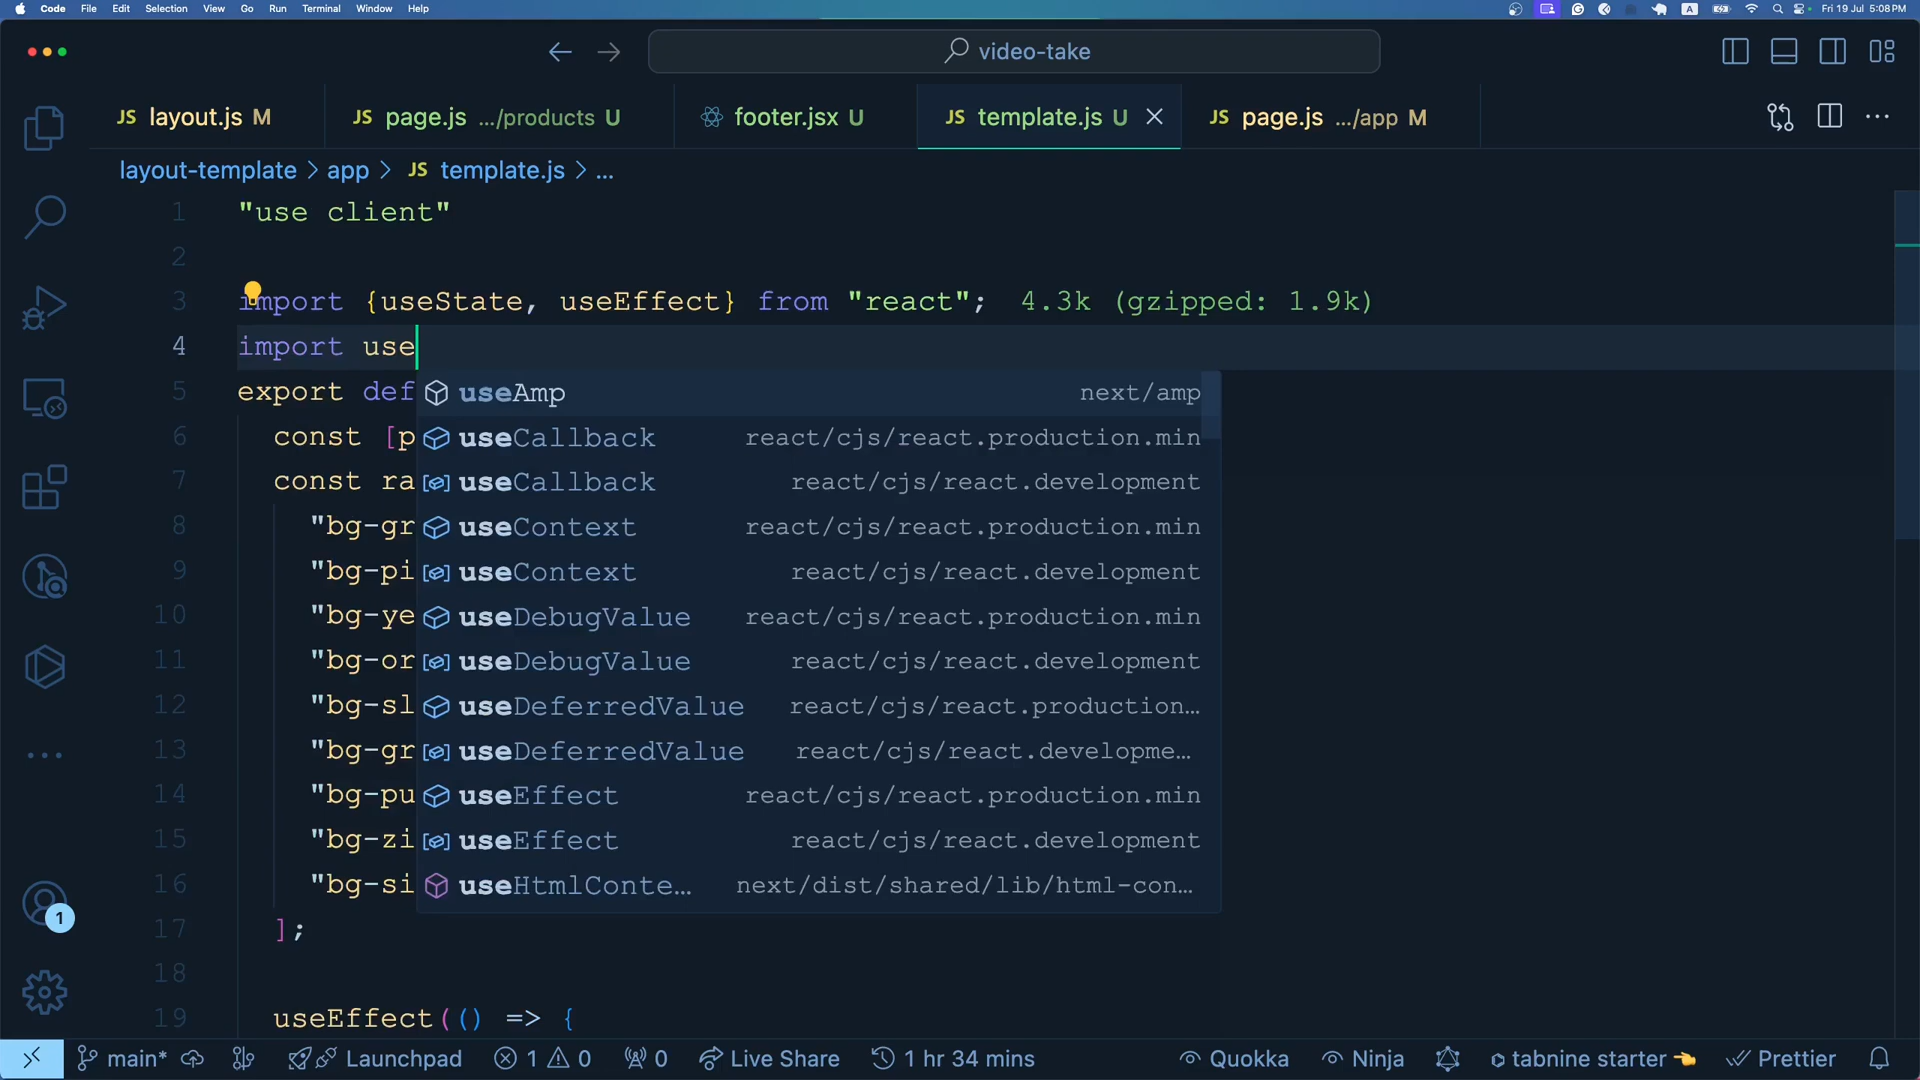 Code File Edit Selection View Go Run Terminal Window Help A Fri 19 Jul 5:08 PM
video-take
JS layout.js M JS page.js .../products U footer.jsx U JS template.js U JS page.js .../app M
layout-template > app > JS template.js > ...
1 "use client"
2
3 import {useState, useEffect} from "react"; 4.3k (gzipped: 1.9k)
4 import use
5 export def
useAmp next/amp
6 const [p
useCallback react/cjs/react.production.min
7 const ra
useCallback react/cjs/react.development
8 "bg-gr
useContext react/cjs/react.production.min
9 "bg-pi
useContext react/cjs/react.development
10 "bg-ye
useDebugValue react/cjs/react.production.min
11 "bg-or
useDebugValue react/cjs/react.development
12 "bg-sl
useDeferredValue react/cjs/react.production...
13 "bg-gr
useDeferredValue react/cjs/react.developme...
14 "bg-pu
useEffect react/cjs/react.production.min
15 "bg-zi
useEffect react/cjs/react.development
16 "bg-si
useHtmlConte... next/dist/shared/lib/html-con...
17 ];
18
19 useEffect(() => {
1
main* Launchpad 1 0 0 Live Share 1 hr 34 mins Quokka Ninja tabnine starter Prettier